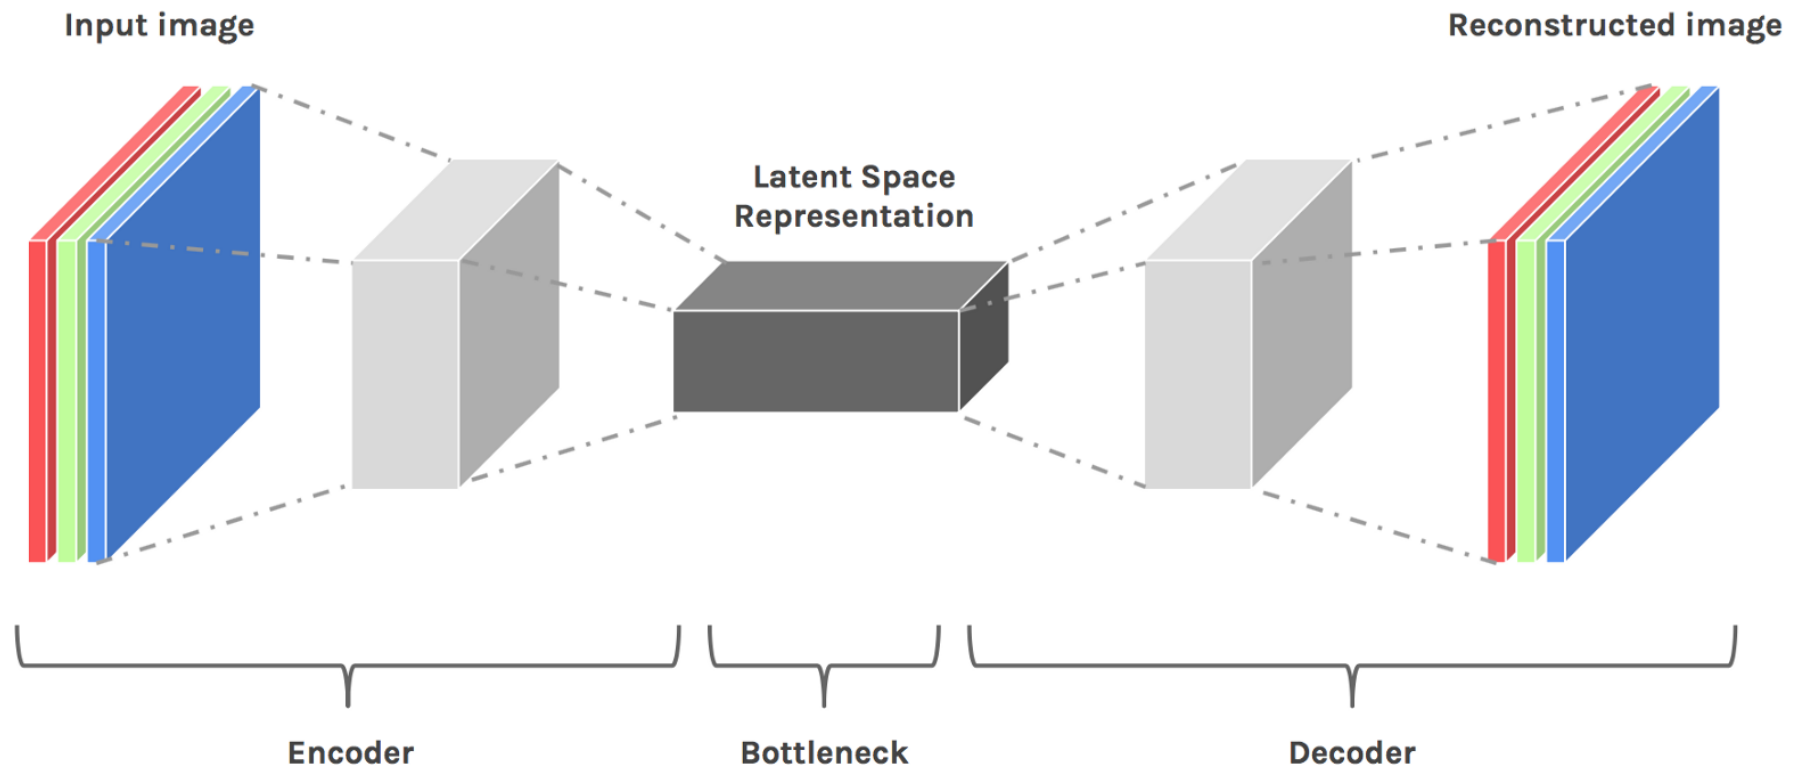 Input image
Reconstructed image
Latent Space
Representation
Encoder
Bottleneck
Decoder